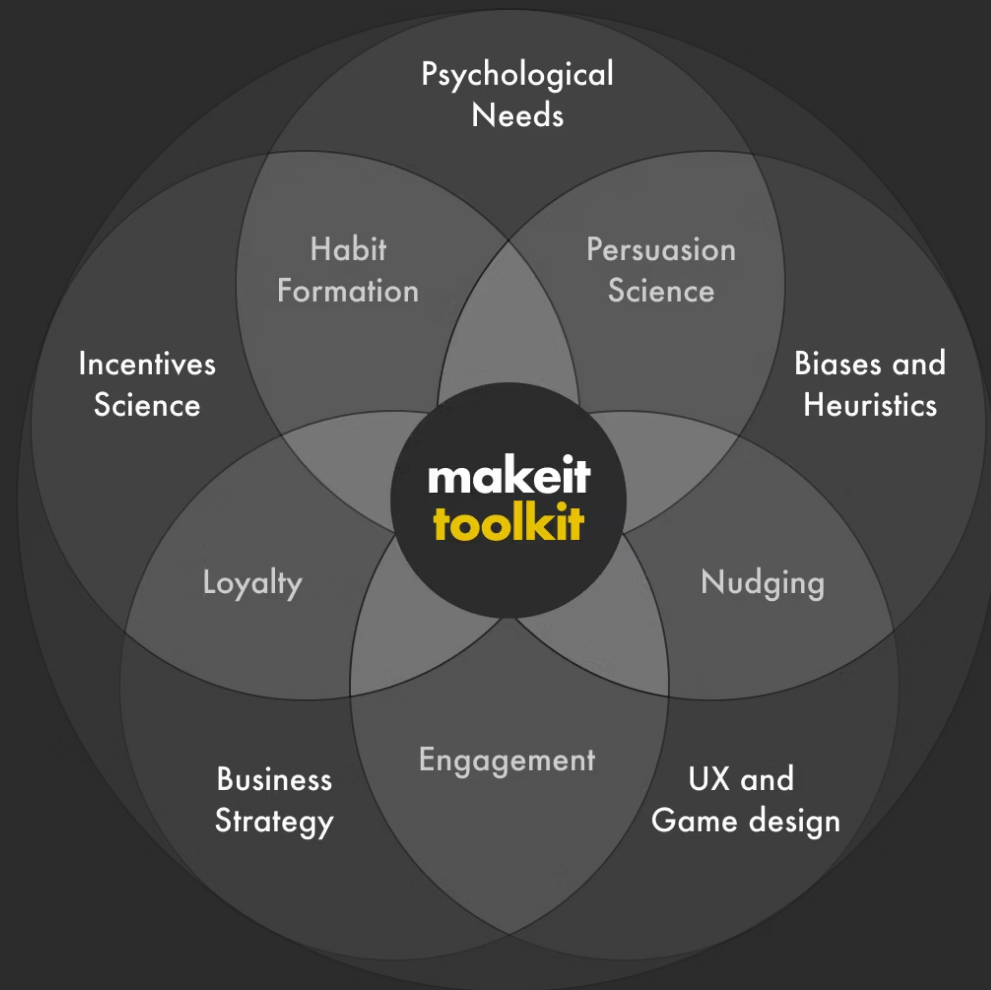 Psychological
Needs
Habit
Formation
Persuasion
Science
Incentives
Science
Biases and
Heuristics
makeit
toolkit
Loyalty
Nudging
Engagement
Business
Strategy
UX and
Game design